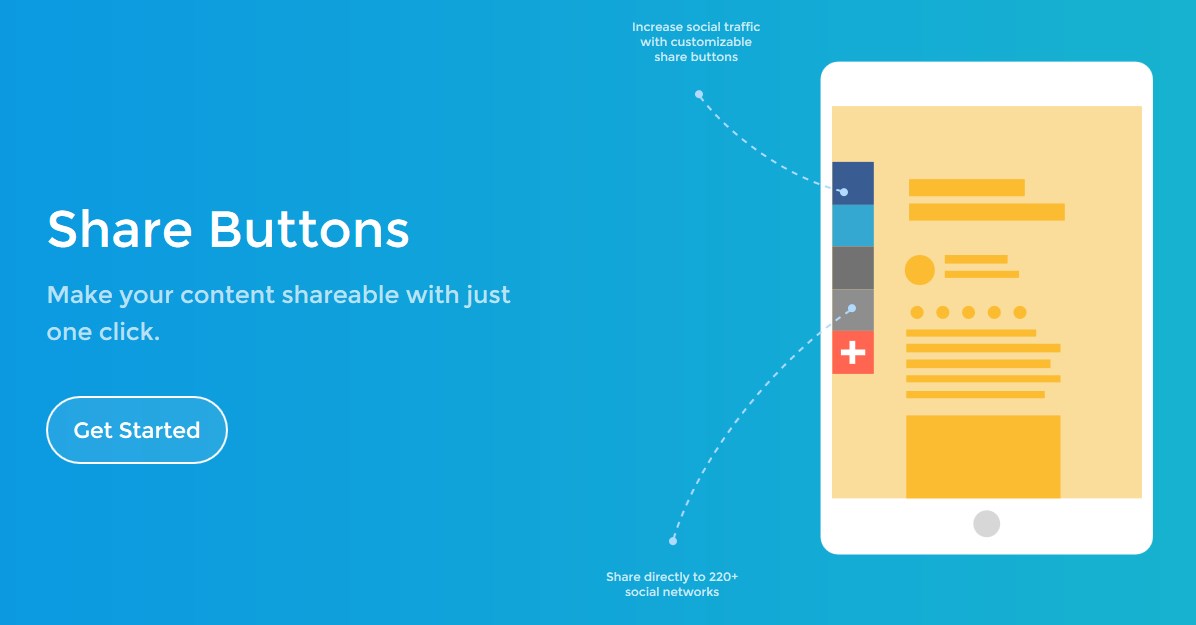 Increase social traffic
with customizable
share buttons
Share Buttons
Make your content shareable with just
one click.
Get Started
Share directly to 220+
social networks